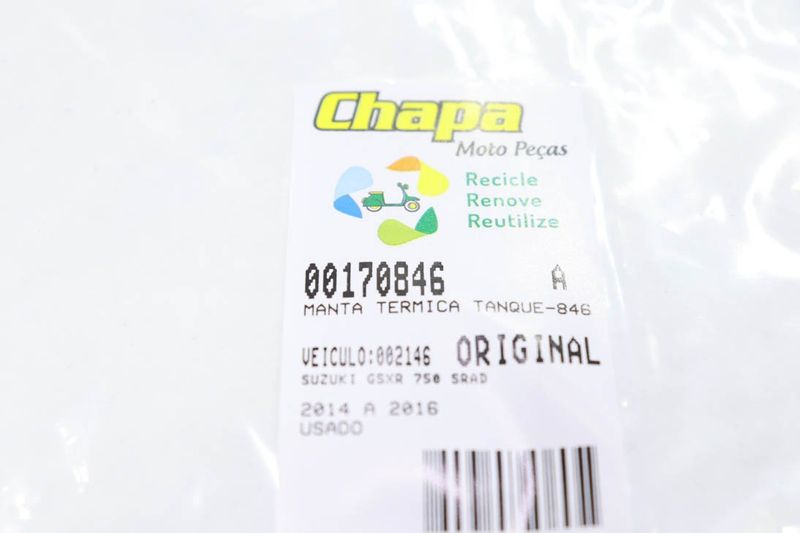 Chapa
Moto Peças
Recicle
Renove
Reutilize
00170846 A
MANTA TERMICA TANQUE-846
VEICULO:002146 ORIGINAL
SUZUKI GSXR 750 SRAD
2014 A 2016
USADO